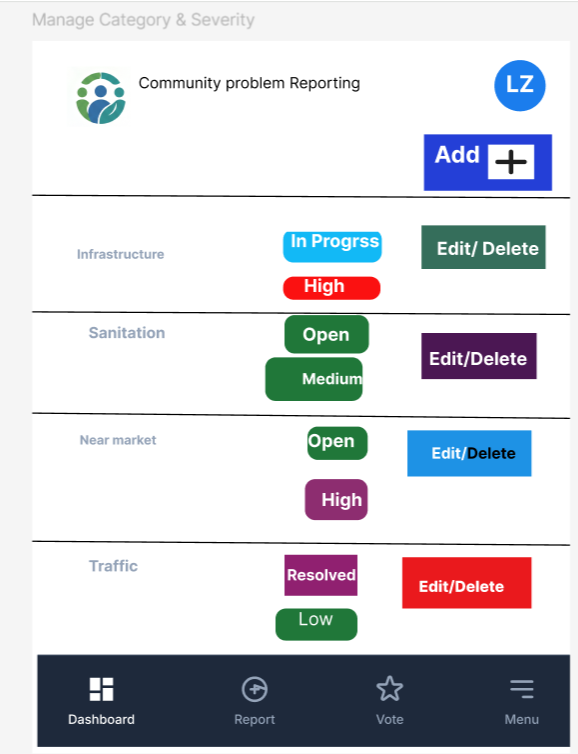 Manage Category & Severity
Community problem Reporting
LZ
Add
Infrastructure
In Progrss
High
Edit/ Delete
Sanitation
Open
Medium
Edit/Delete
Near market
Open
High
Edit/Delete
Traffic
Resolved
Low
Edit/Delete
Dashboard
Report
Vote
Menu